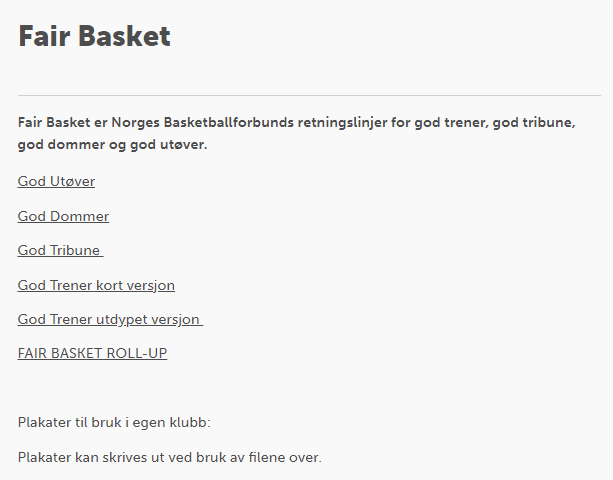 Fair Basket
Fair Basket er Norges Basketballforbunds retningslinjer for god trener, god tribune,
god dommer og god utøver.
God Utøver
God Dommer
God Tribune
God Trener kort versjon
God Trener utdypet versjon
FAIR BASKET ROLL-UP
Plakater til bruk i egen klubb:
Plakater kan skrives ut ved bruk av filene over.